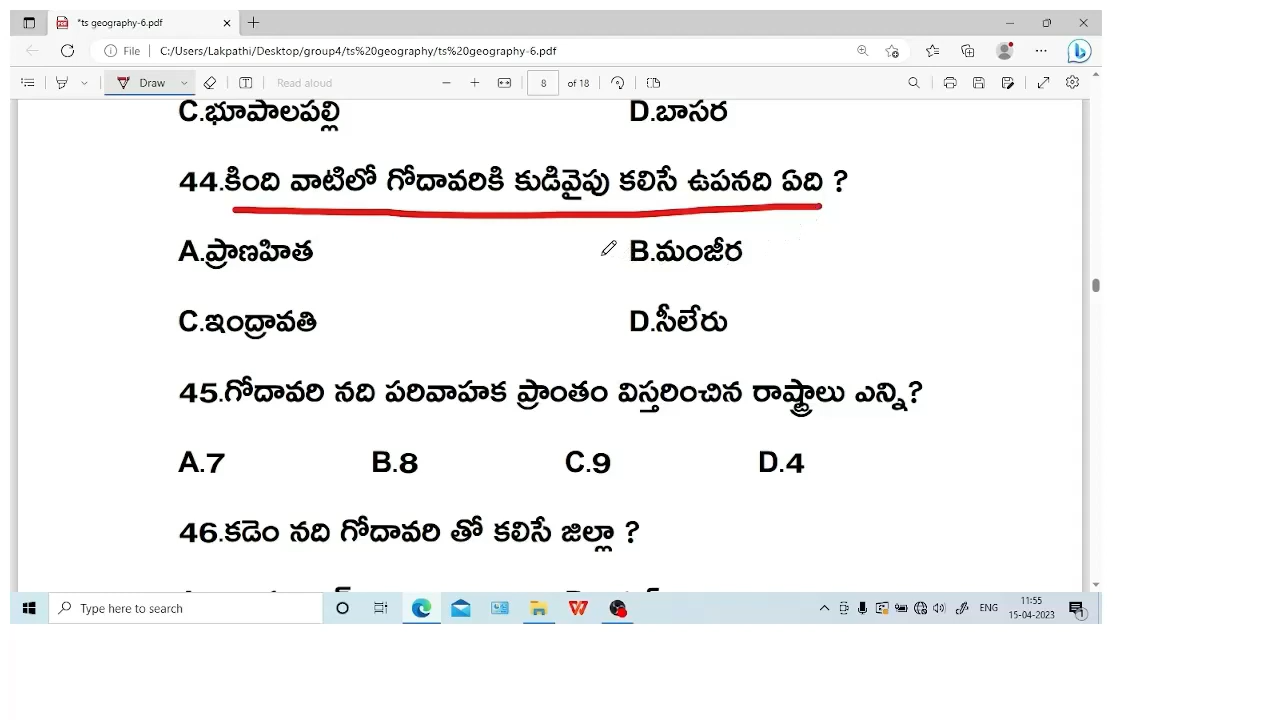 *ts geography-6.pdf
File C:/Users/Lakpathi/Desktop/group4/ts%20geography/ts%20geography-6.pdf
Draw Read aloud 8 of 18
C.భూపాలపల్లి D.బాసర
44.కింది వాటిలో గోదావరికి కుడివైపు కలిసే ఉపనది ఏది ?
A.ప్రాణహిత B.మంజీర
C.ఇంద్రావతి D.సీలేరు
45.గోదావరి నది పరివాహక ప్రాంతం విస్తరించిన రాష్ట్రాలు ఎన్ని?
A.7 B.8 C.9 D.4
46.కడెం నది గోదావరి తో కలిసే జిల్లా ?
Type here to search ENG 11:55
15-04-2023